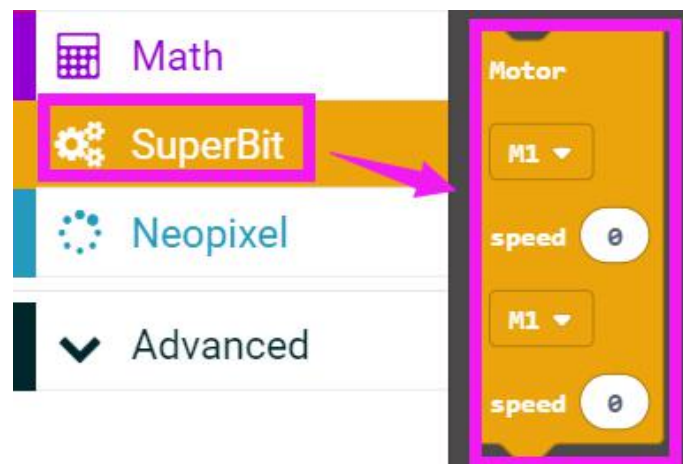 Math
SuperBit
Neopixel
Advanced
Motor
M1
speed 0
M1
speed 0